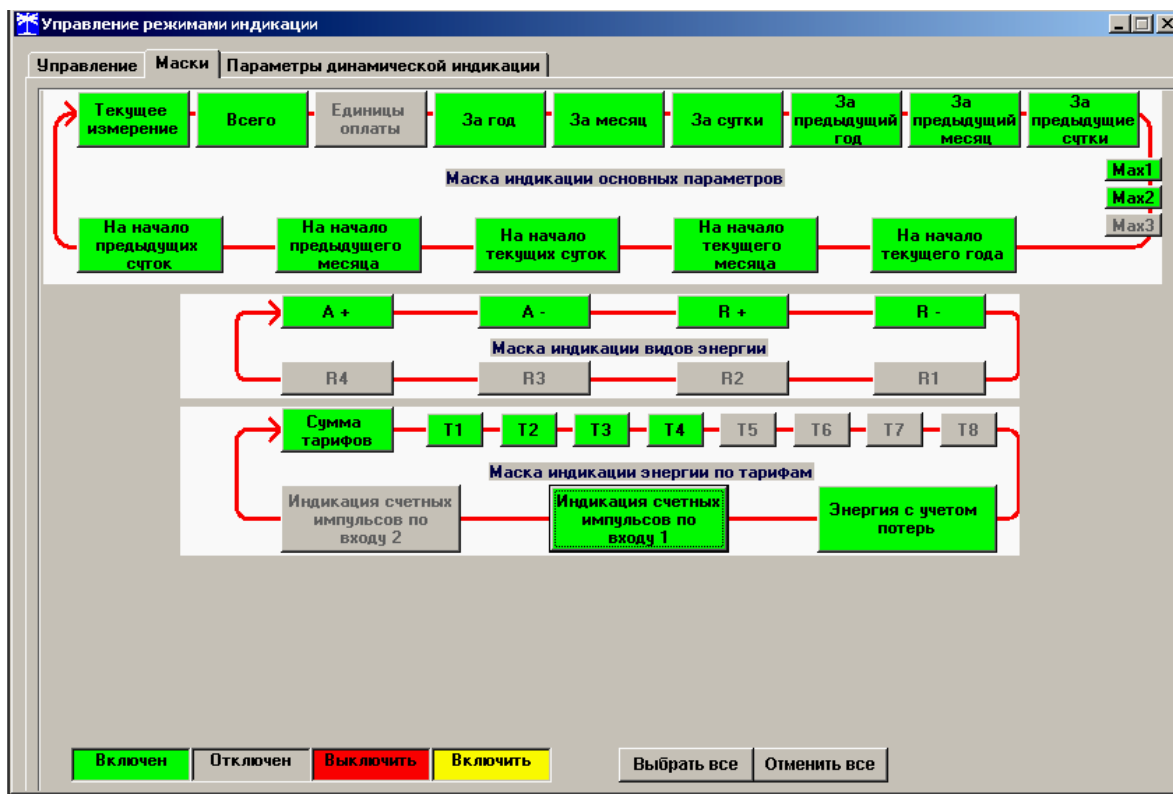 Управление режимами индикации
Управление Маски Параметры динамической индикации
Текущее
измерение
Всего
Единицы
оплаты
За год
За месяц
За сутки
За
предыдущий
год
За
предыдущий
месяц
За
предыдущие
сутки
Маска индикации основных параметров
Max1
Max2
Max3
На начало
предыдущих
суток
На начало
предыдущего
месяца
На начало
текущих суток
На начало
текущего
месяца
На начало
текущего года
A + A - R + R -
Маска индикации видов энергии
R4 R3 R2 R1
Сумма
тарифов
T1 T2 T3 T4 T5 T6 T7 T8
Маска индикации энергии по тарифам
Индикация счетных
импульсов по
входу 2
Индикация счетных
импульсов по
входу 1
Энергия с учетом
потерь
Включен Отключен Выключить Включить Выбрать все Отменить все